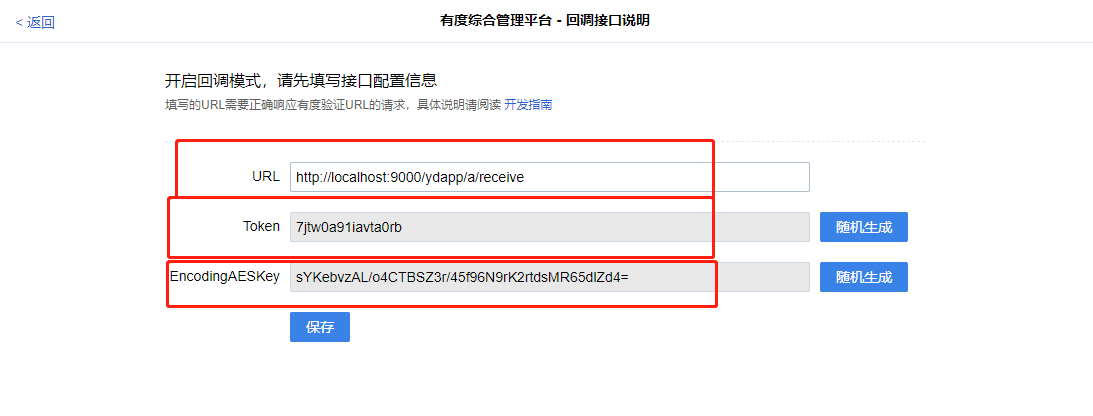 < 返回
有度综合管理平台 - 回调接口说明
开启回调模式，请先填写接口配置信息
填写的URL需要正确响应有度验证URL的请求，具体说明请阅读 开发指南
URL http://localhost:9000/ydapp/a/receive
Token 7jtw0a91iavta0rb 随机生成
EncodingAESKey sYKebvzAL/o4CTBSZ3r/45f96N9rK2rtdsMR65dlZd4= 随机生成
保存